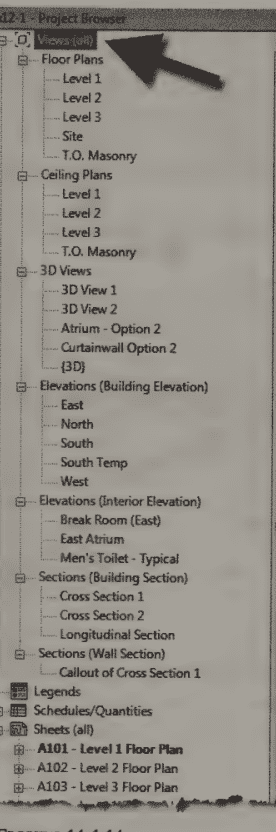 12-1 - Project Browser
Views (all)
Floor Plans
Level 1
Level 2
Level 3
Site
T.O. Masonry
Ceiling Plans
Level 1
Level 2
Level 3
T.O. Masonry
3D Views
3D View 1
3D View 2
Atrium - Option 2
Curtainwall Option 2
{3D}
Elevations (Building Elevation)
East
North
South
South Temp
West
Elevations (Interior Elevation)
Break Room (East)
East Atrium
Men's Toilet - Typical
Sections (Building Section)
Cross Section 1
Cross Section 2
Longitudinal Section
Sections (Wall Section)
Callout of Cross Section 1
Legends
Schedules/Quantities
Sheets (all)
A101 - Level 1 Floor Plan
A102 - Level 2 Floor Plan
A103 - Level 3 Floor Plan